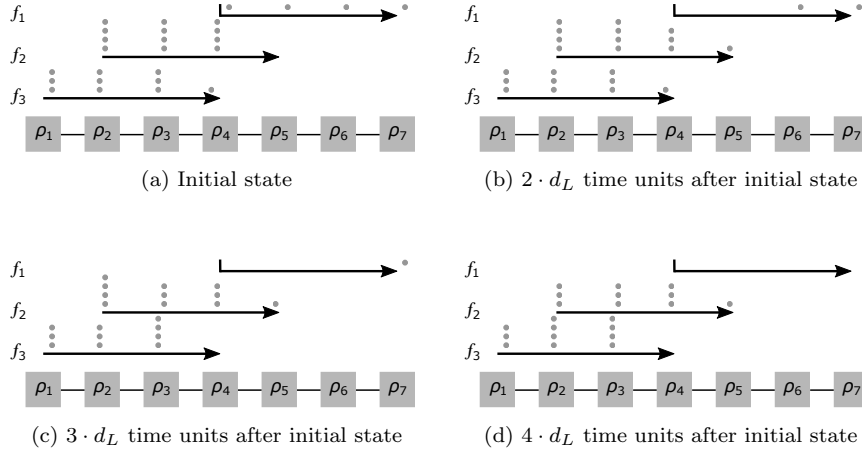 f₁
f₂
f₃
ρ₁ ρ₂ ρ₃ ρ₄ ρ₅ ρ₆ ρ₇
(a) Initial state
f₁
f₂
f₃
ρ₁ ρ₂ ρ₃ ρ₄ ρ₅ ρ₆ ρ₇
(b) 2 · d_L time units after initial state
f₁
f₂
f₃
ρ₁ ρ₂ ρ₃ ρ₄ ρ₅ ρ₆ ρ₇
(c) 3 · d_L time units after initial state
f₁
f₂
f₃
ρ₁ ρ₂ ρ₃ ρ₄ ρ₅ ρ₆ ρ₇
(d) 4 · d_L time units after initial state